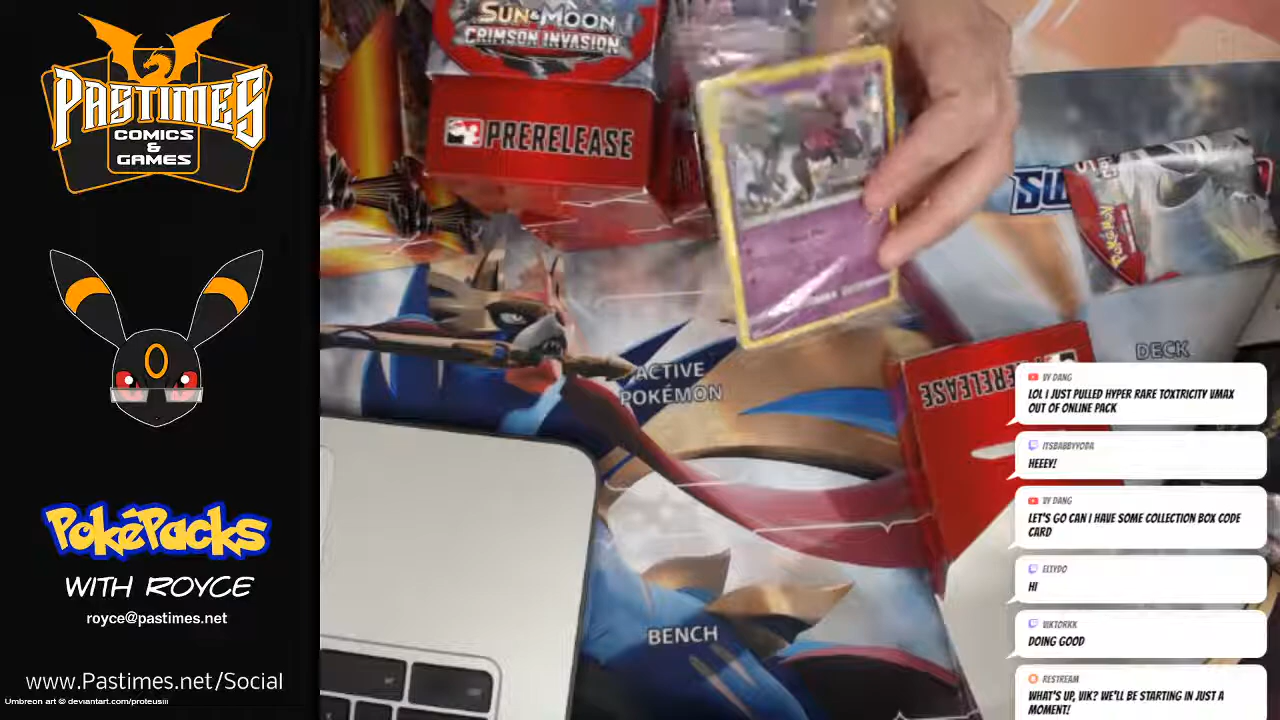 PASTIMES
COMICS
&
GAMES
PokéPacks
WITH ROYCE
royce@pastimes.net
www.Pastimes.net/Social
Umbreon art @ deviantart.com/proteusiii
SUN & MOON
CRIMSON INVASION
PRERELEASE
POKéMON
ACTIVE
POKÉMON
DECK
PRERELEASE
BENCH
VY DANG
LOL I JUST PULLED HYPER RARE TOXTRICITY VMAX
OUT OF ONLINE PACK
ITSBABBYYODA
HEEEY!
VY DANG
LET'S GO CAN I HAVE SOME COLLECTION BOX CODE
CARD
ELIYDO
HI
VIKTORKK
DOING GOOD
RESTREAM
WHAT'S UP, VIK? WE'LL BE STARTING IN JUST A
MOMENT!